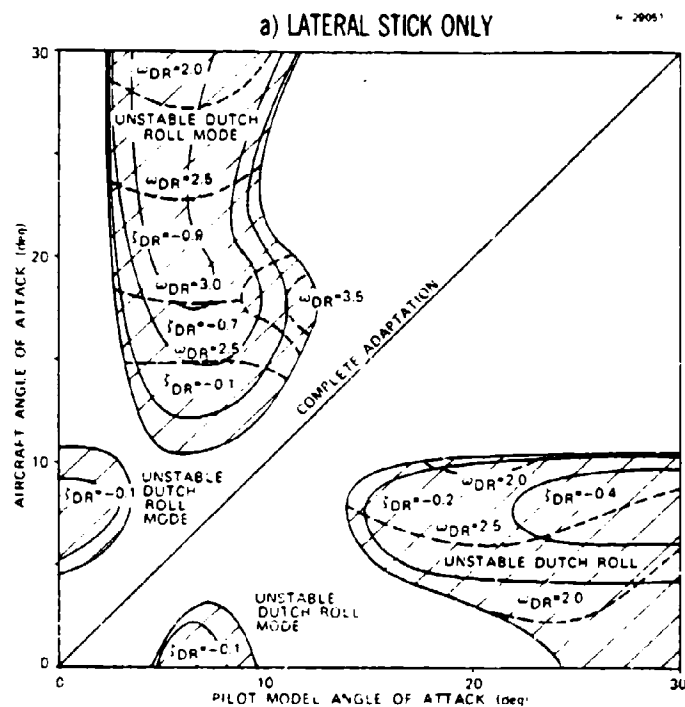 a) LATERAL STICK ONLY
R 29051
30
ωDR=2.0
UNSTABLE DUTCH
ROLL MODE
ωDR=2.5
ζDR=-0.9
20
ωDR=3.0
ωDR=3.5
ζDR=-0.7
ωDR=2.5
ζDR=-0.1
COMPLETE ADAPTATION
AIRCRAFT ANGLE OF ATTACK (deg)
10
ζDR=-0.1
UNSTABLE
DUTCH
ROLL
MODE
ωDR=2.0
ζDR=-0.2
ζDR=-0.4
ωDR=2.5
UNSTABLE DUTCH ROLL
ωDR=2.0
UNSTABLE
DUTCH ROLL
MODE
ζDR=-0.1
0
0
10
20
30
PILOT MODEL ANGLE OF ATTACK (deg)